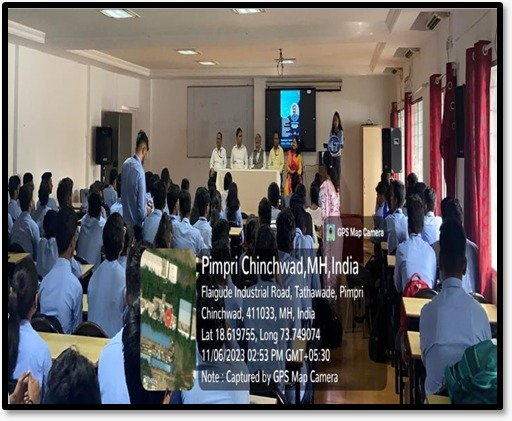 GPS Map Camera
Pimpri Chinchwad,MH,India
Flaigude Industrial Road, Tathawade, Pimpri
Chinchwad, 411033, MH, India
Lat 18.619755, Long 73.749074
11/06/2023 02:53 PM GMT+05:30
Note : Captured by GPS Map Camera